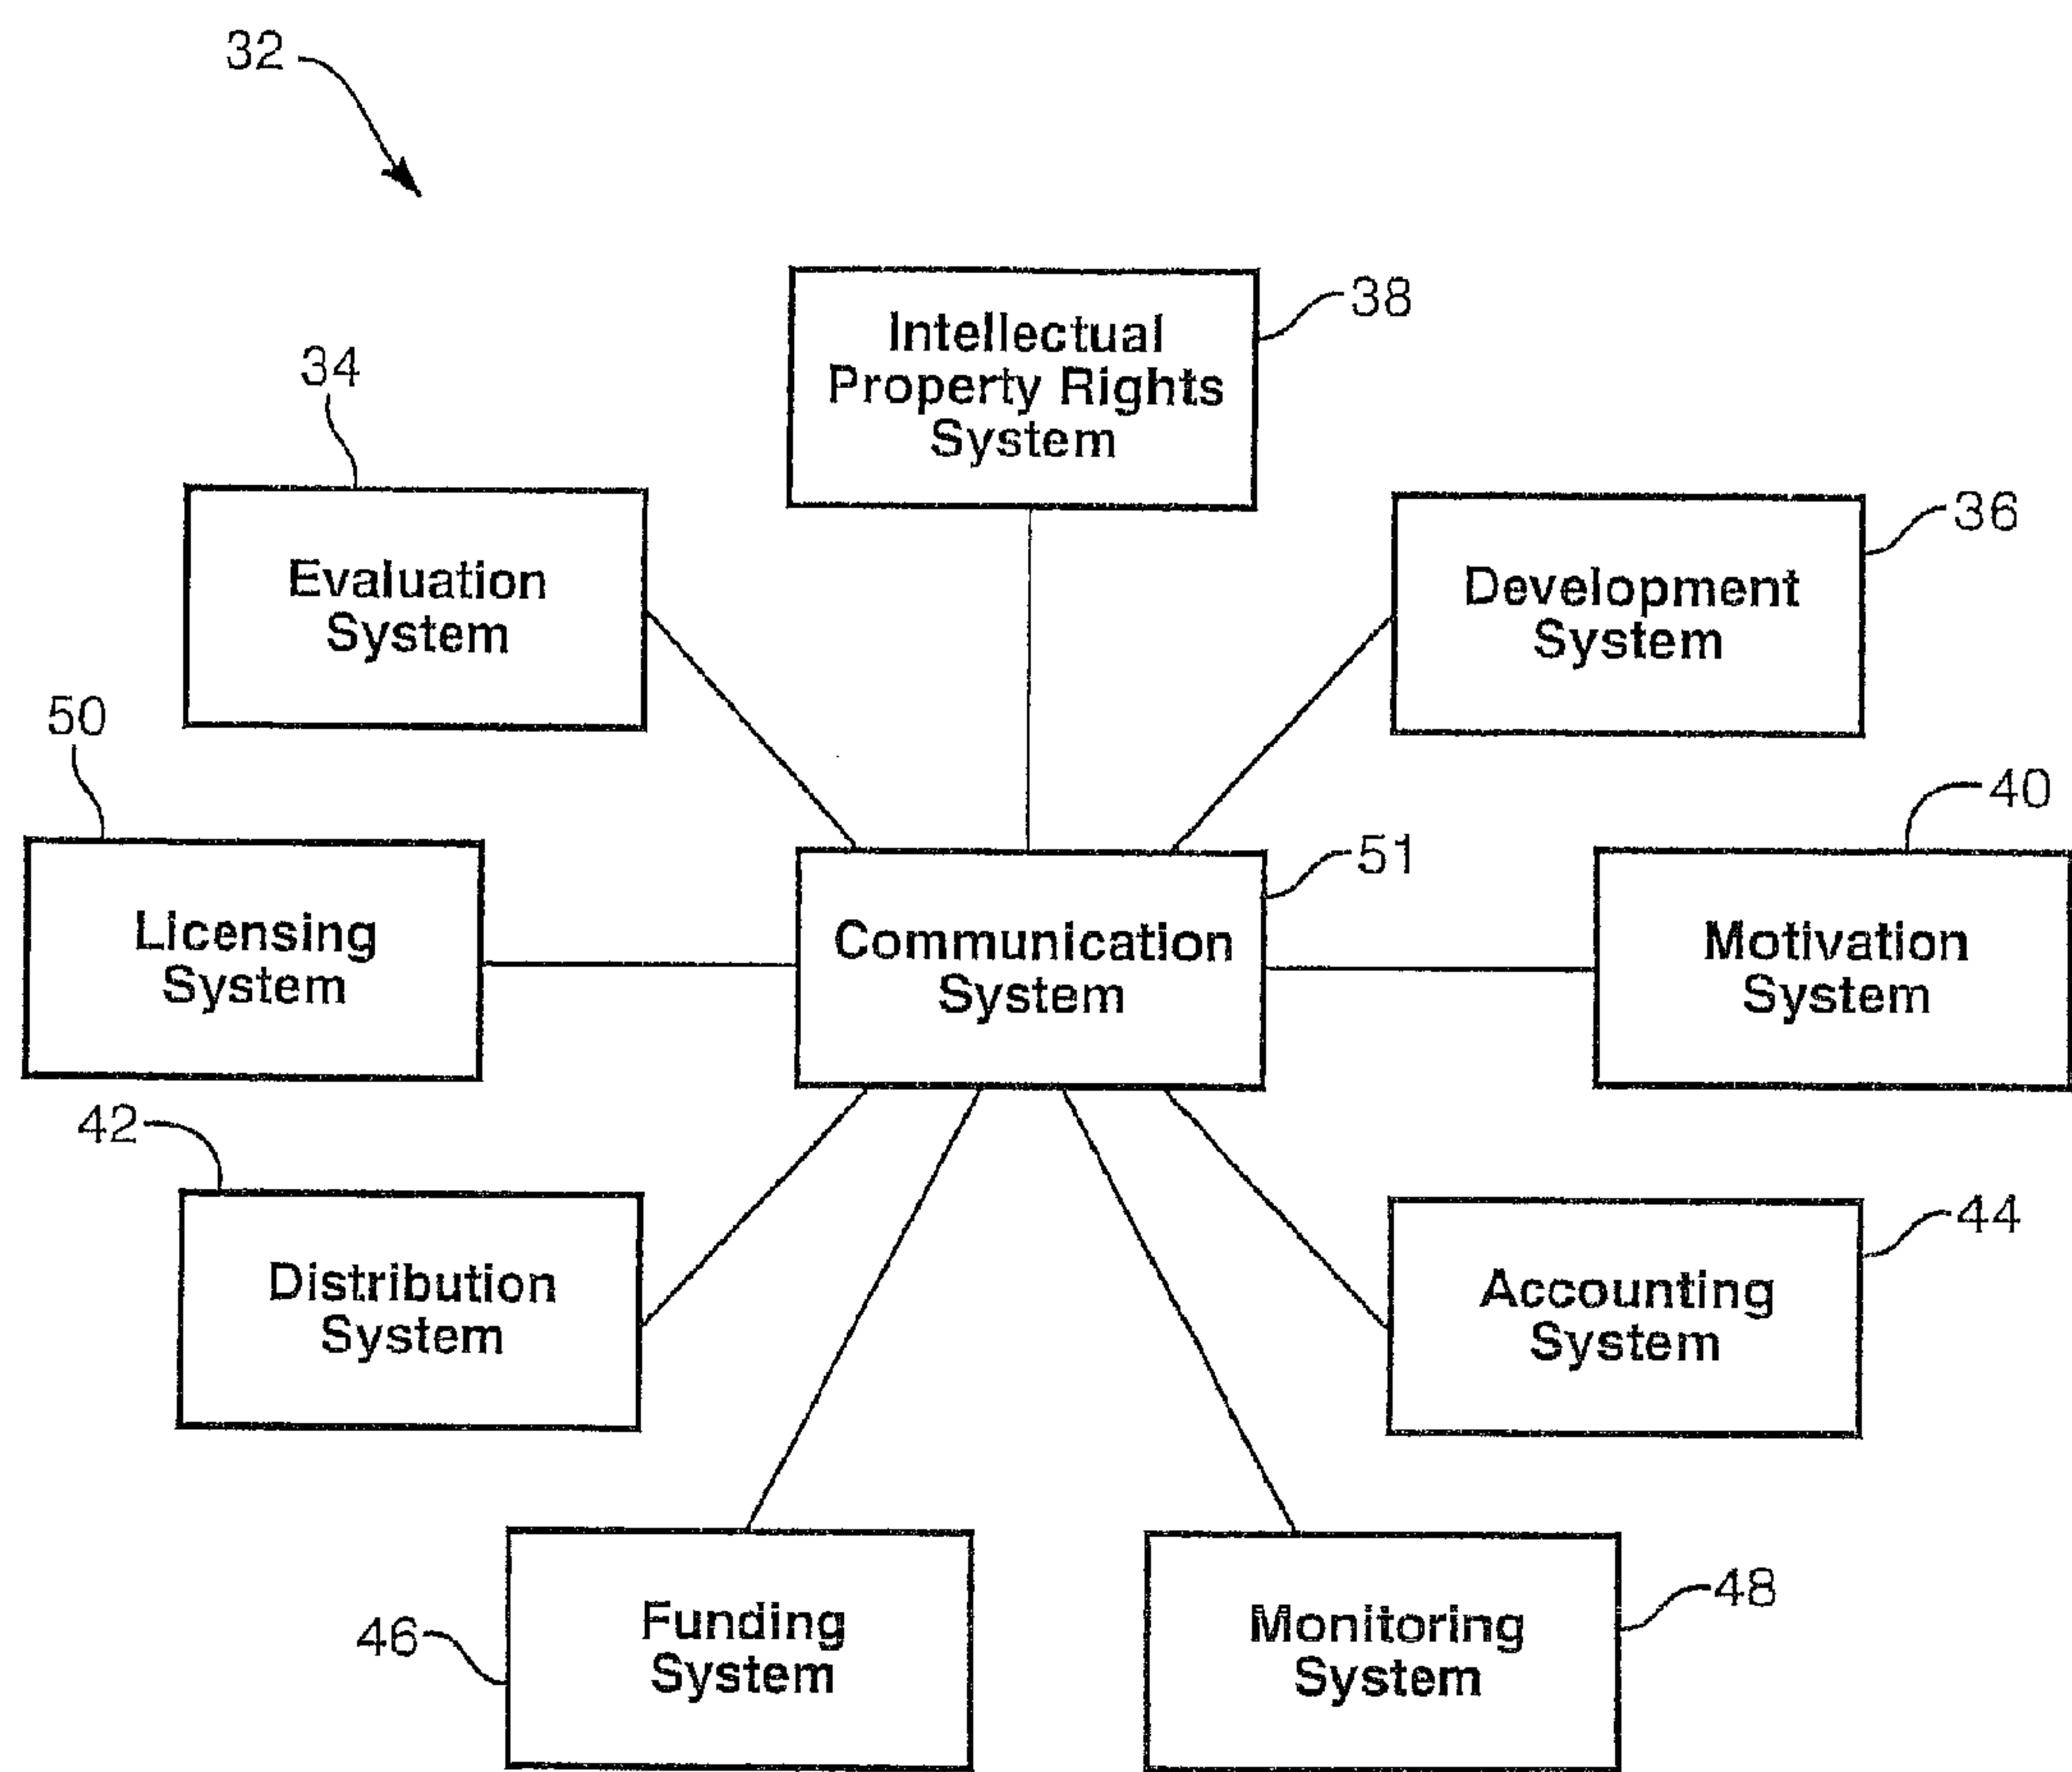 32
38
Intellectual
Property Rights
System
34
36
Evaluation
System
Development
System
50
40
51
Licensing
System
Communication
System
Motivation
System
42
44
Distribution
System
Accounting
System
46
Funding
System
48
Monitoring
System